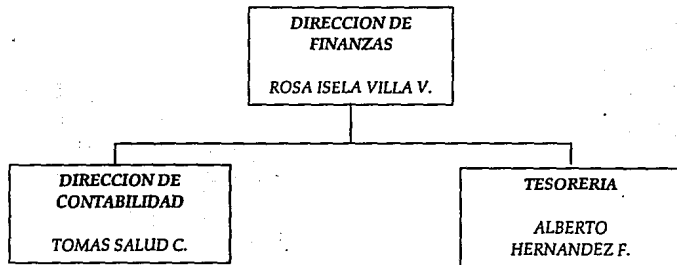 DIRECCION DE
FINANZAS
ROSA ISELA VILLA V.
DIRECCION DE
CONTABILIDAD
TOMAS SALUD C.
TESORERIA
ALBERTO
HERNANDEZ F.